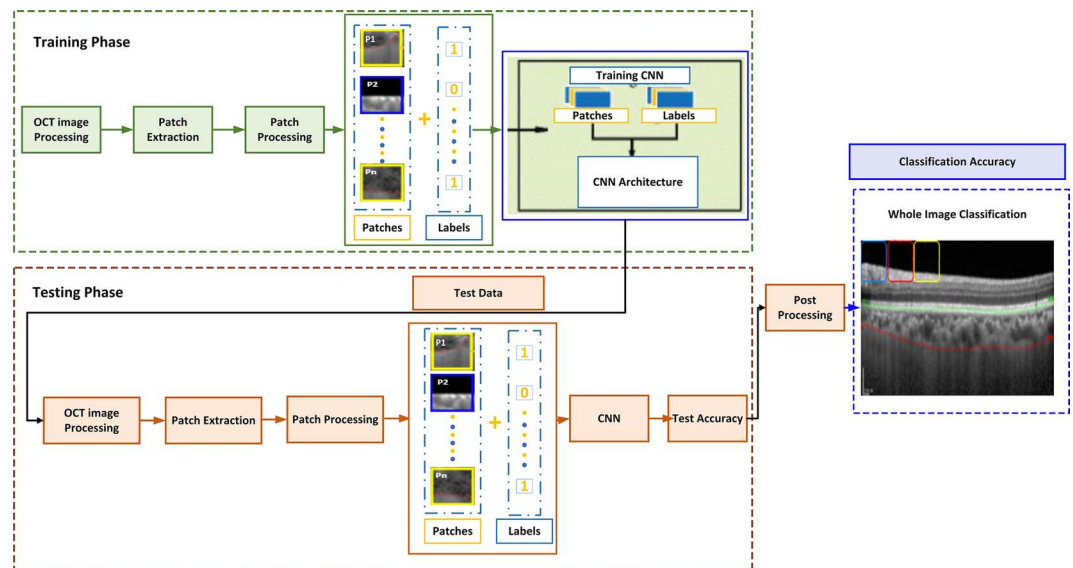 Training Phase
OCT image
Processing
Patch
Extraction
Patch
Processing
P1
P2
Pn
+
1
0
1
Patches
Labels
Training CNN
Patches
Labels
CNN Architecture
Classification Accuracy
Whole Image Classification
Testing Phase
Test Data
OCT image
Processing
Patch Extraction
Patch Processing
P1
P2
Pn
+
1
0
1
Patches
Labels
CNN
Test Accuracy
Post
Processing